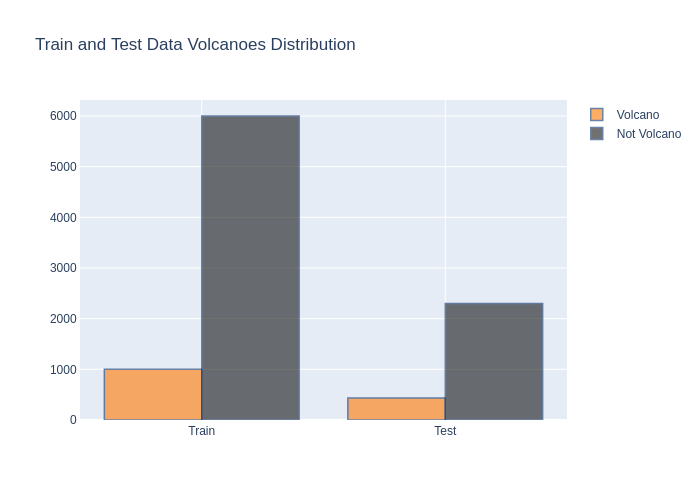 Train and Test Data Volcanoes Distribution
Volcano
Not Volcano
6000
5000
4000
3000
2000
1000
0
Train
Test